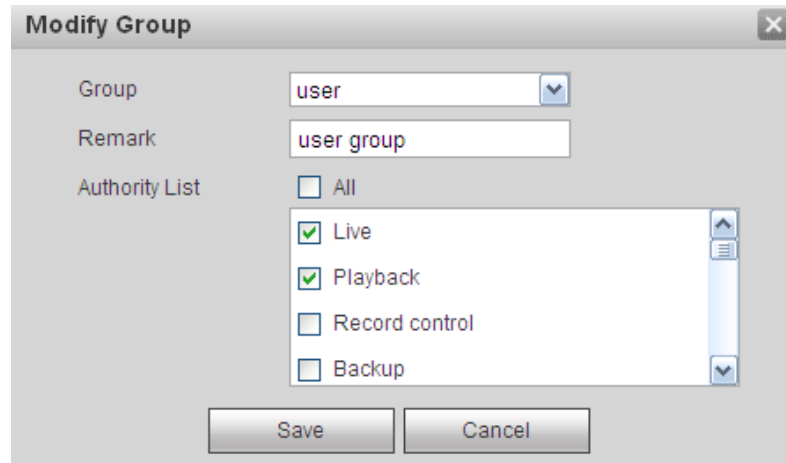 Modify Group
Group user
Remark user group
Authority List All
Live
Playback
Record control
Backup
Save Cancel